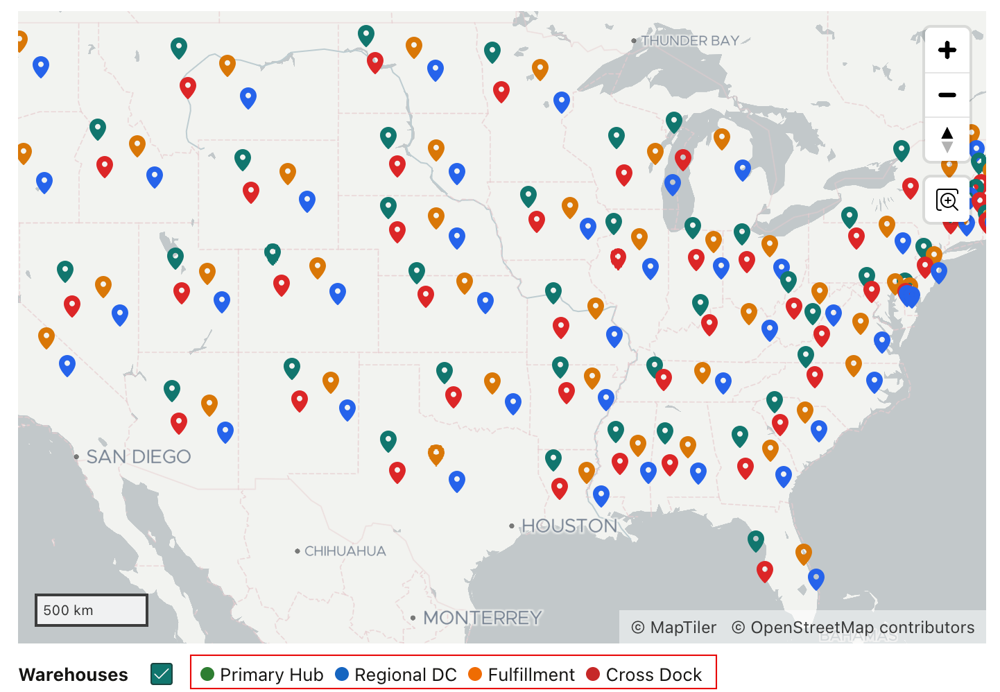 THUNDER BAY
SAN DIEGO
HOUSTON
CHIHUAHUA
500 km
MONTERREY
© MapTiler © OpenStreetMap contributors
BAHAMAS
Warehouses Primary Hub Regional DC Fulfillment Cross Dock